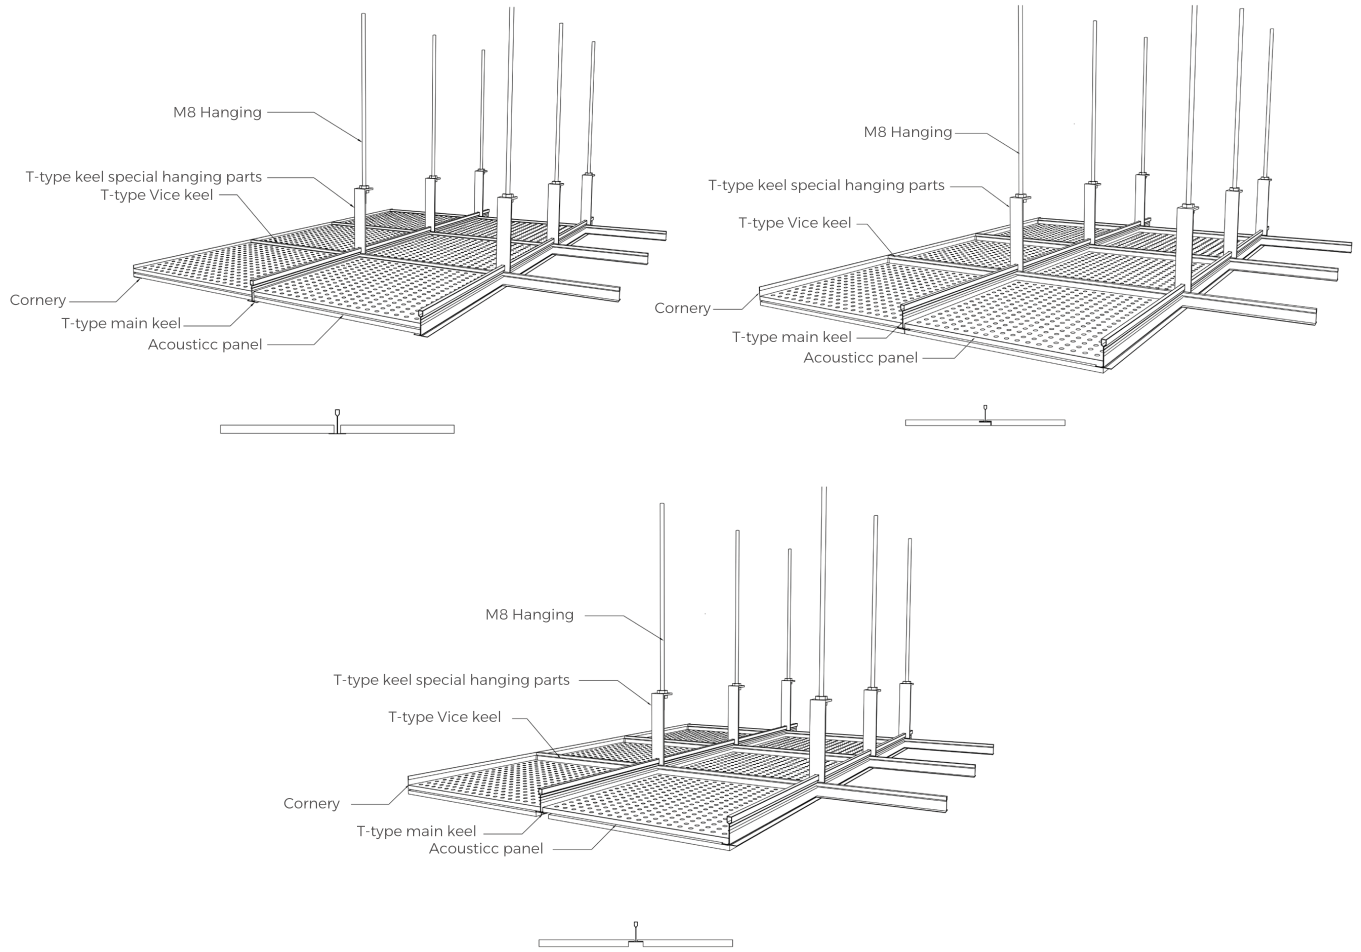 M8 Hanging
T-type keel special hanging parts
T-type Vice keel
Cornery
T-type main keel
Acousticc panel
M8 Hanging
T-type keel special hanging parts
T-type Vice keel
Cornery
T-type main keel
Acousticc panel
M8 Hanging
T-type keel special hanging parts
T-type Vice keel
Cornery
T-type main keel
Acousticc panel